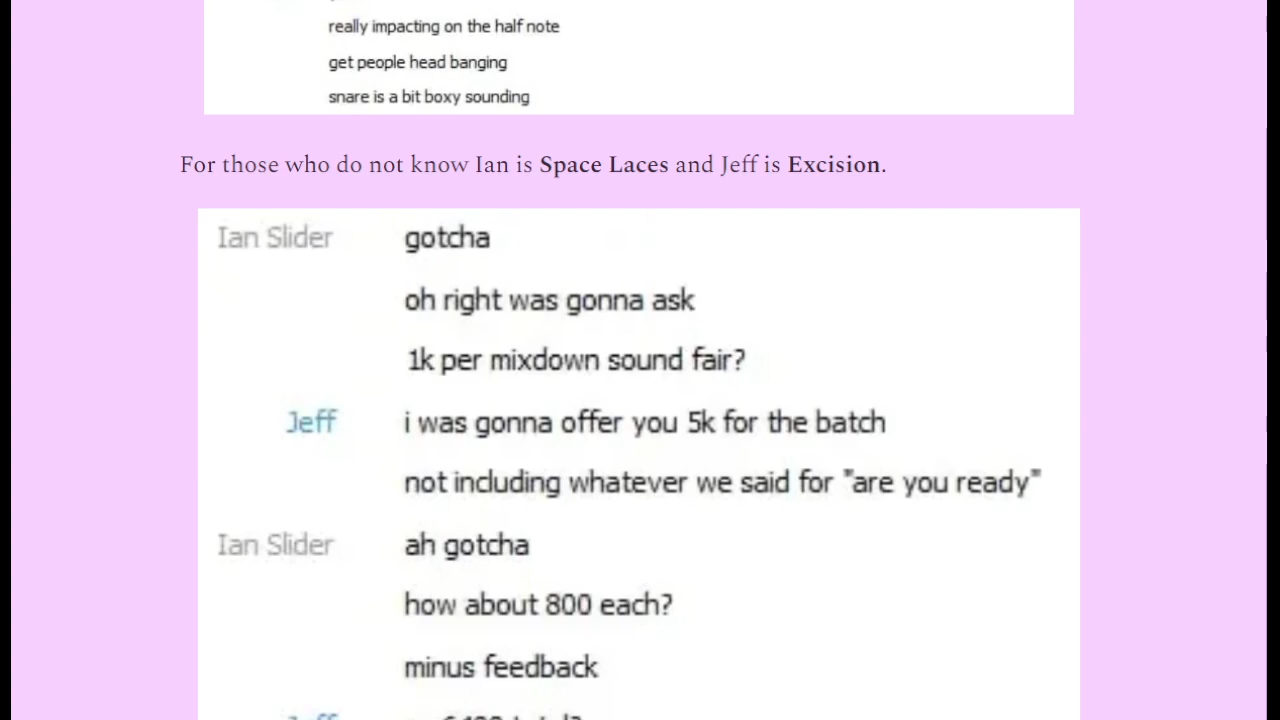 really impacting on the half note
get people head banging
snare is a bit boxy sounding
For those who do not know Ian is Space Laces and Jeff is Excision.
Ian Slider gotcha
oh right was gonna ask
1k per mixdown sound fair?
Jeff i was gonna offer you 5k for the batch
not including whatever we said for "are you ready"
Ian Slider ah gotcha
how about 800 each?
minus feedback
Jeff